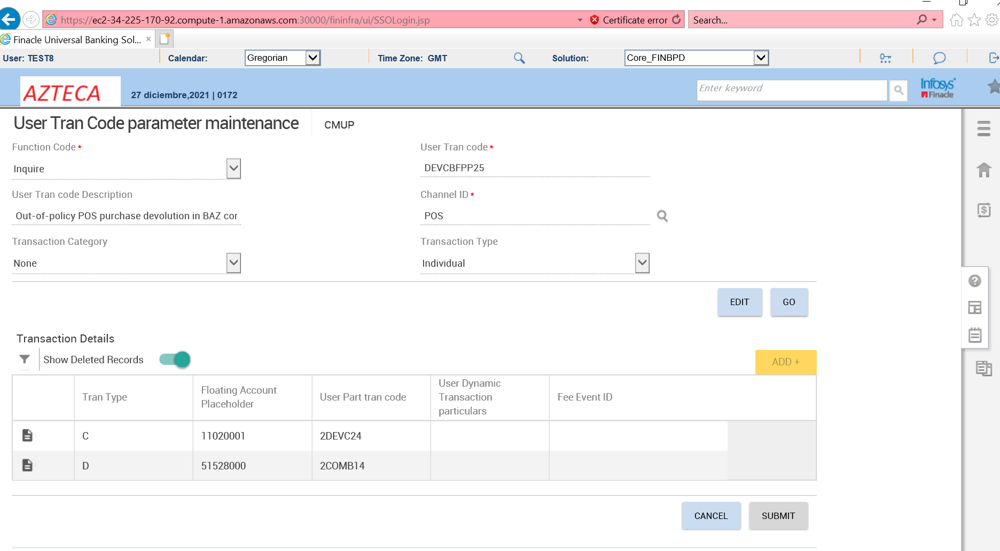 https://ec2-34-225-170-92.compute-1.amazonaws.com:30000/fininfra/ui/SSOLogin.jsp Certificate error Search...
Finacle Universal Banking Sol... ×
User: TEST8 Calendar: Gregorian Time Zone: GMT Solution: Core_FINBPD
AZTECA 27 diciembre,2021 | 0172 Enter keyword Infosys Finacle
User Tran Code parameter maintenance CMUP
Function Code * User Tran code *
Inquire DEVCBFPP25
User Tran code Description Channel ID *
Out-of-policy POS purchase devolution in BAZ cor POS
Transaction Category Transaction Type
None Individual
EDIT GO
Transaction Details
Show Deleted Records ADD +
Tran Type Floating Account Placeholder User Part tran code User Dynamic Transaction particulars Fee Event ID
C 11020001 2DEVC24
D 51528000 2COMB14
CANCEL SUBMIT